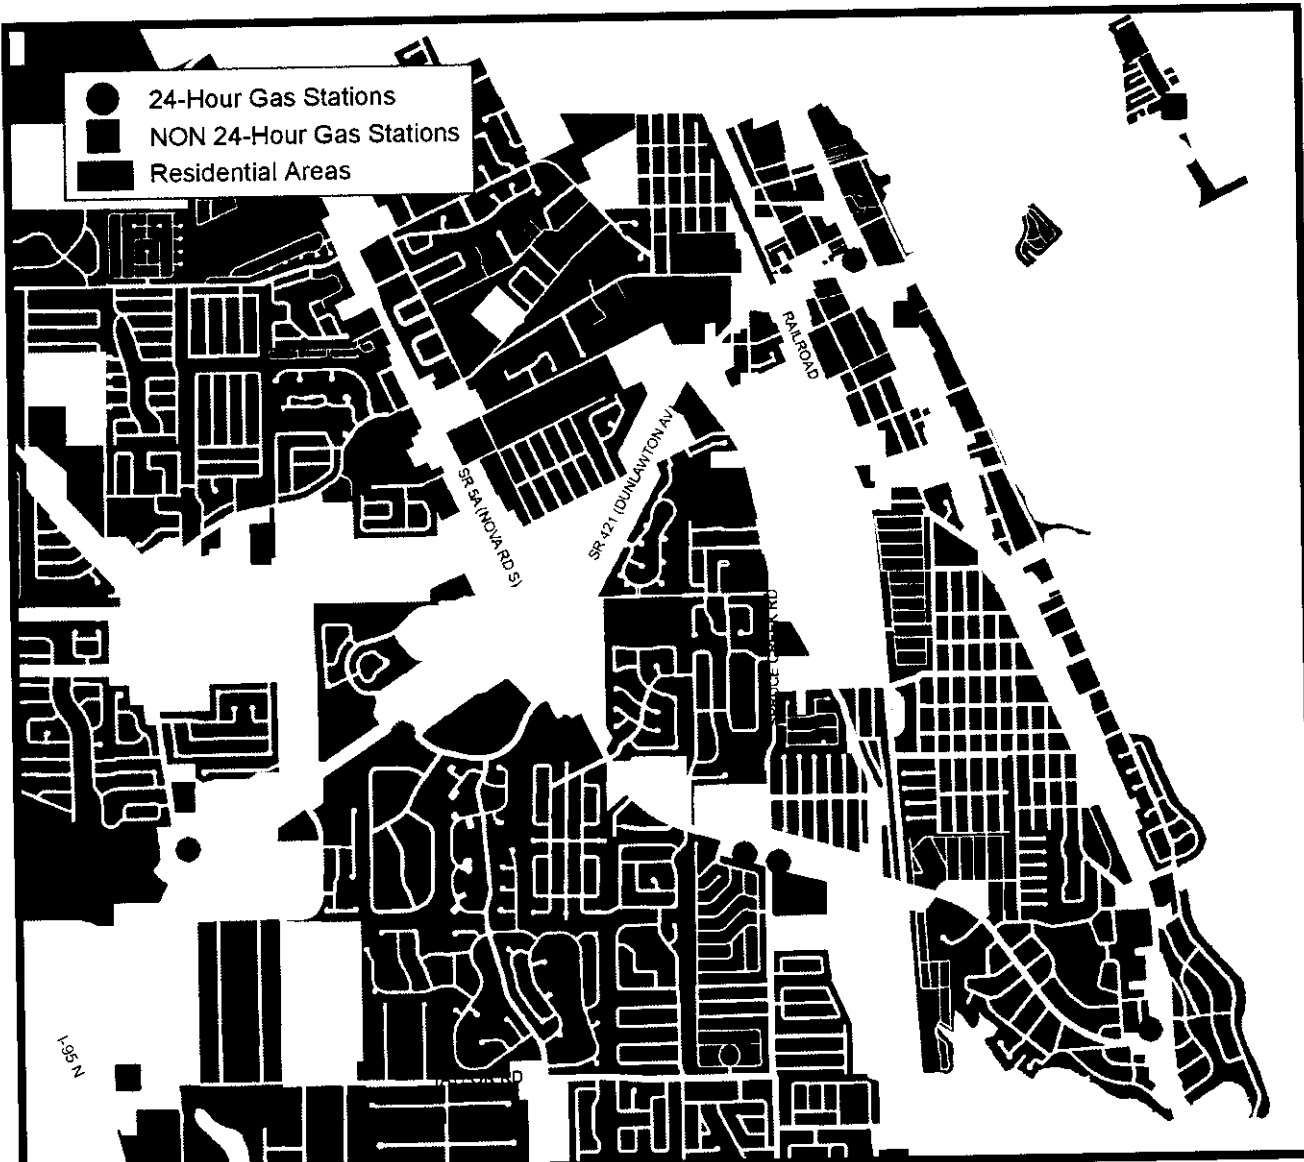 24-Hour Gas Stations
NON 24-Hour Gas Stations
Residential Areas
RAILROAD
SR 421 (DUNLAWTON AV)
SR 5A (NOVA RD S)
I-95 N